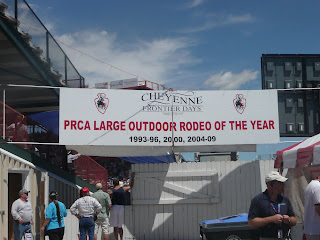 CHEYENNE
FRONTIER DAYS
PRCA LARGE OUTDOOR RODEO OF THE YEAR
1993-96, 2000, 2004-09